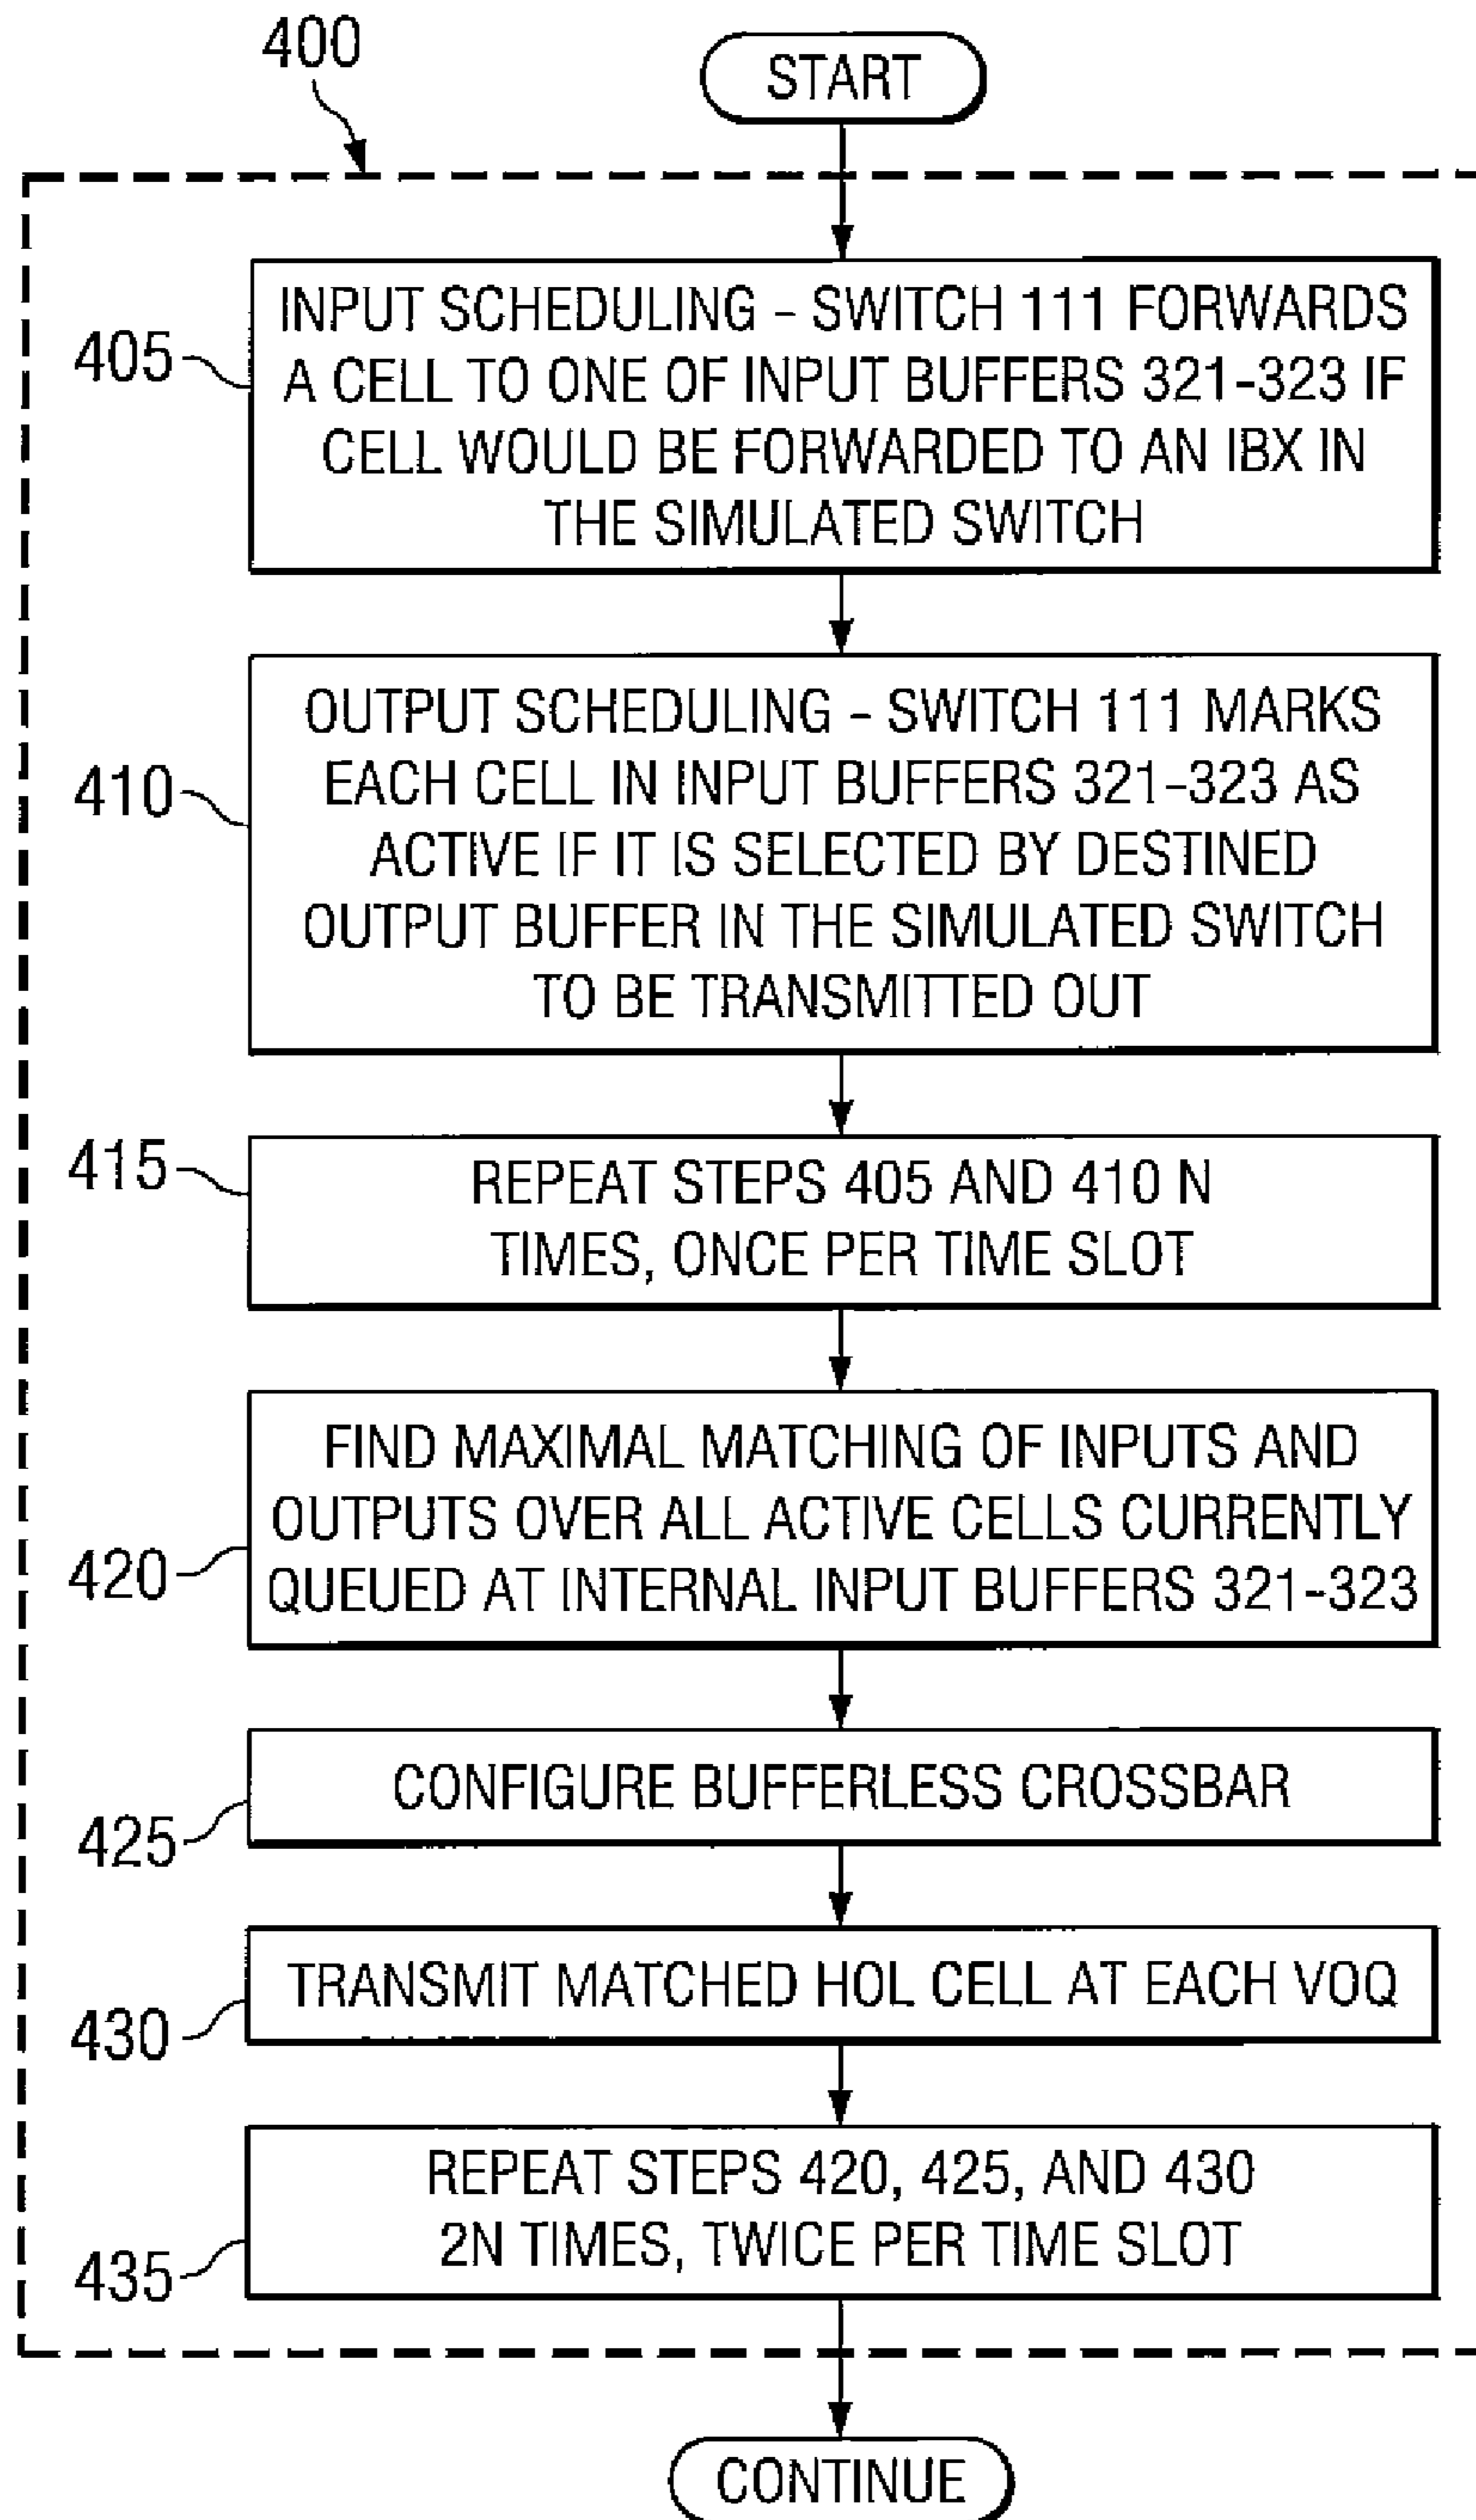 400
START
405
INPUT SCHEDULING - SWITCH 111 FORWARDS
A CELL TO ONE OF INPUT BUFFERS 321-323 IF
CELL WOULD BE FORWARDED TO AN IBX IN
THE SIMULATED SWITCH
410
OUTPUT SCHEDULING - SWITCH 111 MARKS
EACH CELL IN INPUT BUFFERS 321-323 AS
ACTIVE IF IT IS SELECTED BY DESTINED
OUTPUT BUFFER IN THE SIMULATED SWITCH
TO BE TRANSMITTED OUT
415
REPEAT STEPS 405 AND 410 N
TIMES, ONCE PER TIME SLOT
420
FIND MAXIMAL MATCHING OF INPUTS AND
OUTPUTS OVER ALL ACTIVE CELLS CURRENTLY
QUEUED AT INTERNAL INPUT BUFFERS 321-323
425
CONFIGURE BUFFERLESS CROSSBAR
430
TRANSMIT MATCHED HOL CELL AT EACH VOQ
435
REPEAT STEPS 420, 425, AND 430
2N TIMES, TWICE PER TIME SLOT
CONTINUE